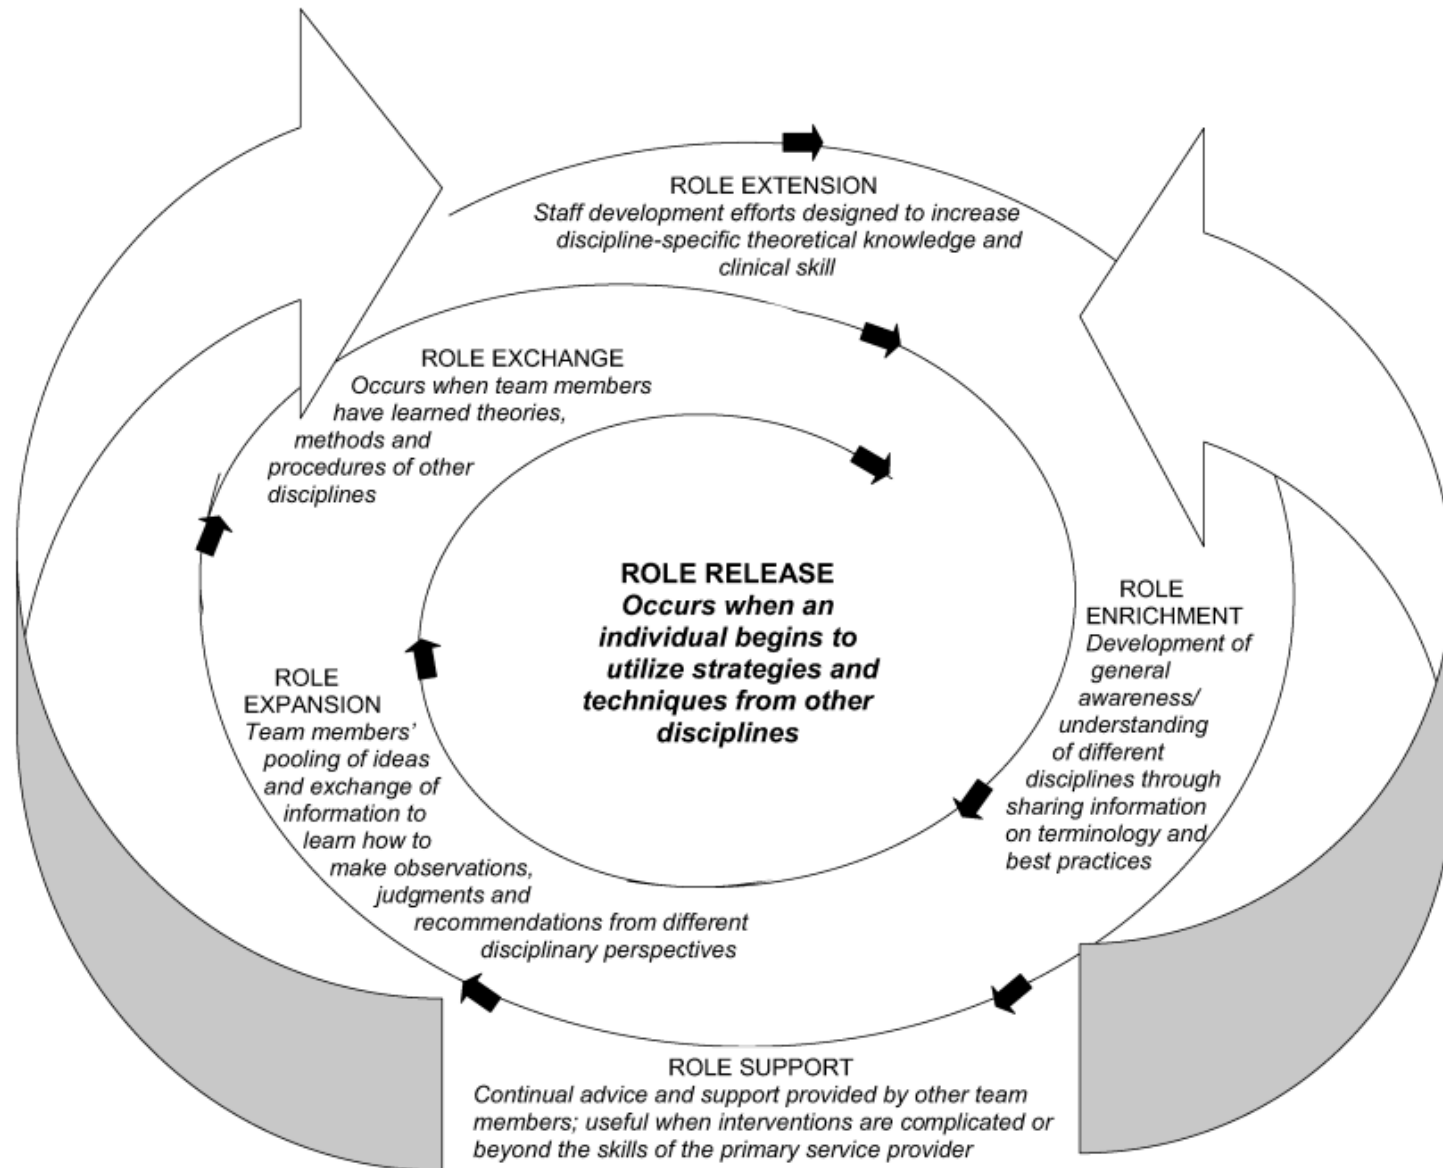 ROLE EXTENSION
Staff development efforts designed to increase
discipline-specific theoretical knowledge and
clinical skill
ROLE EXCHANGE
Occurs when team members
have learned theories,
methods and
procedures of other
disciplines
ROLE RELEASE
Occurs when an
individual begins to
utilize strategies and
techniques from other
disciplines
ROLE
ENRICHMENT
Development of
general
awareness/
understanding
of different
disciplines through
sharing information
on terminology and
best practices
ROLE
EXPANSION
Team members’
pooling of ideas
and exchange of
information to
learn how to
make observations,
judgments and
recommendations from different
disciplinary perspectives
ROLE SUPPORT
Continual advice and support provided by other team
members; useful when interventions are complicated or
beyond the skills of the primary service provider